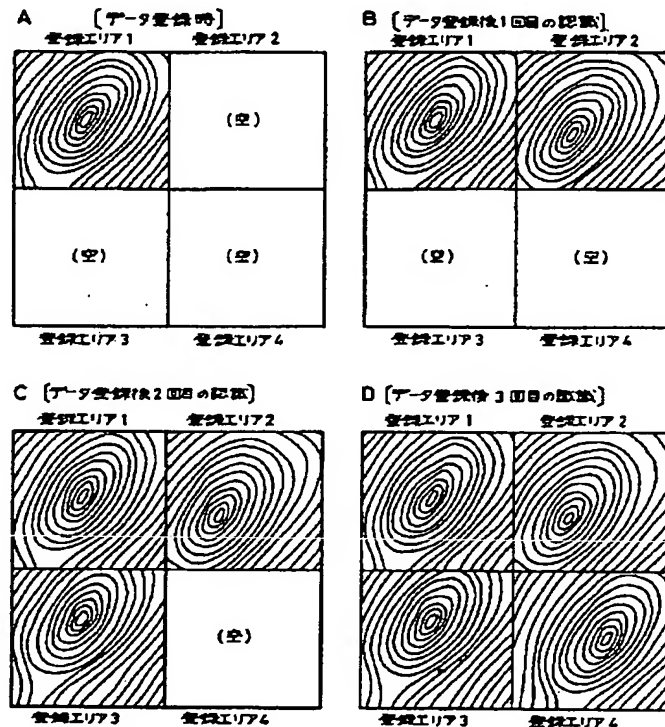 A [データ登録時]
登録エリア1 登録エリア2
(空)
(空) (空)
登録エリア3 登録エリア4
B [データ登録後1回目の認識]
登録エリア1 登録エリア2
(空) (空)
登録エリア3 登録エリア4
C [データ登録後2回目の認識]
登録エリア1 登録エリア2
(空)
登録エリア3 登録エリア4
D [データ登録後3回目の認識]
登録エリア1 登録エリア2
登録エリア3 登録エリア4